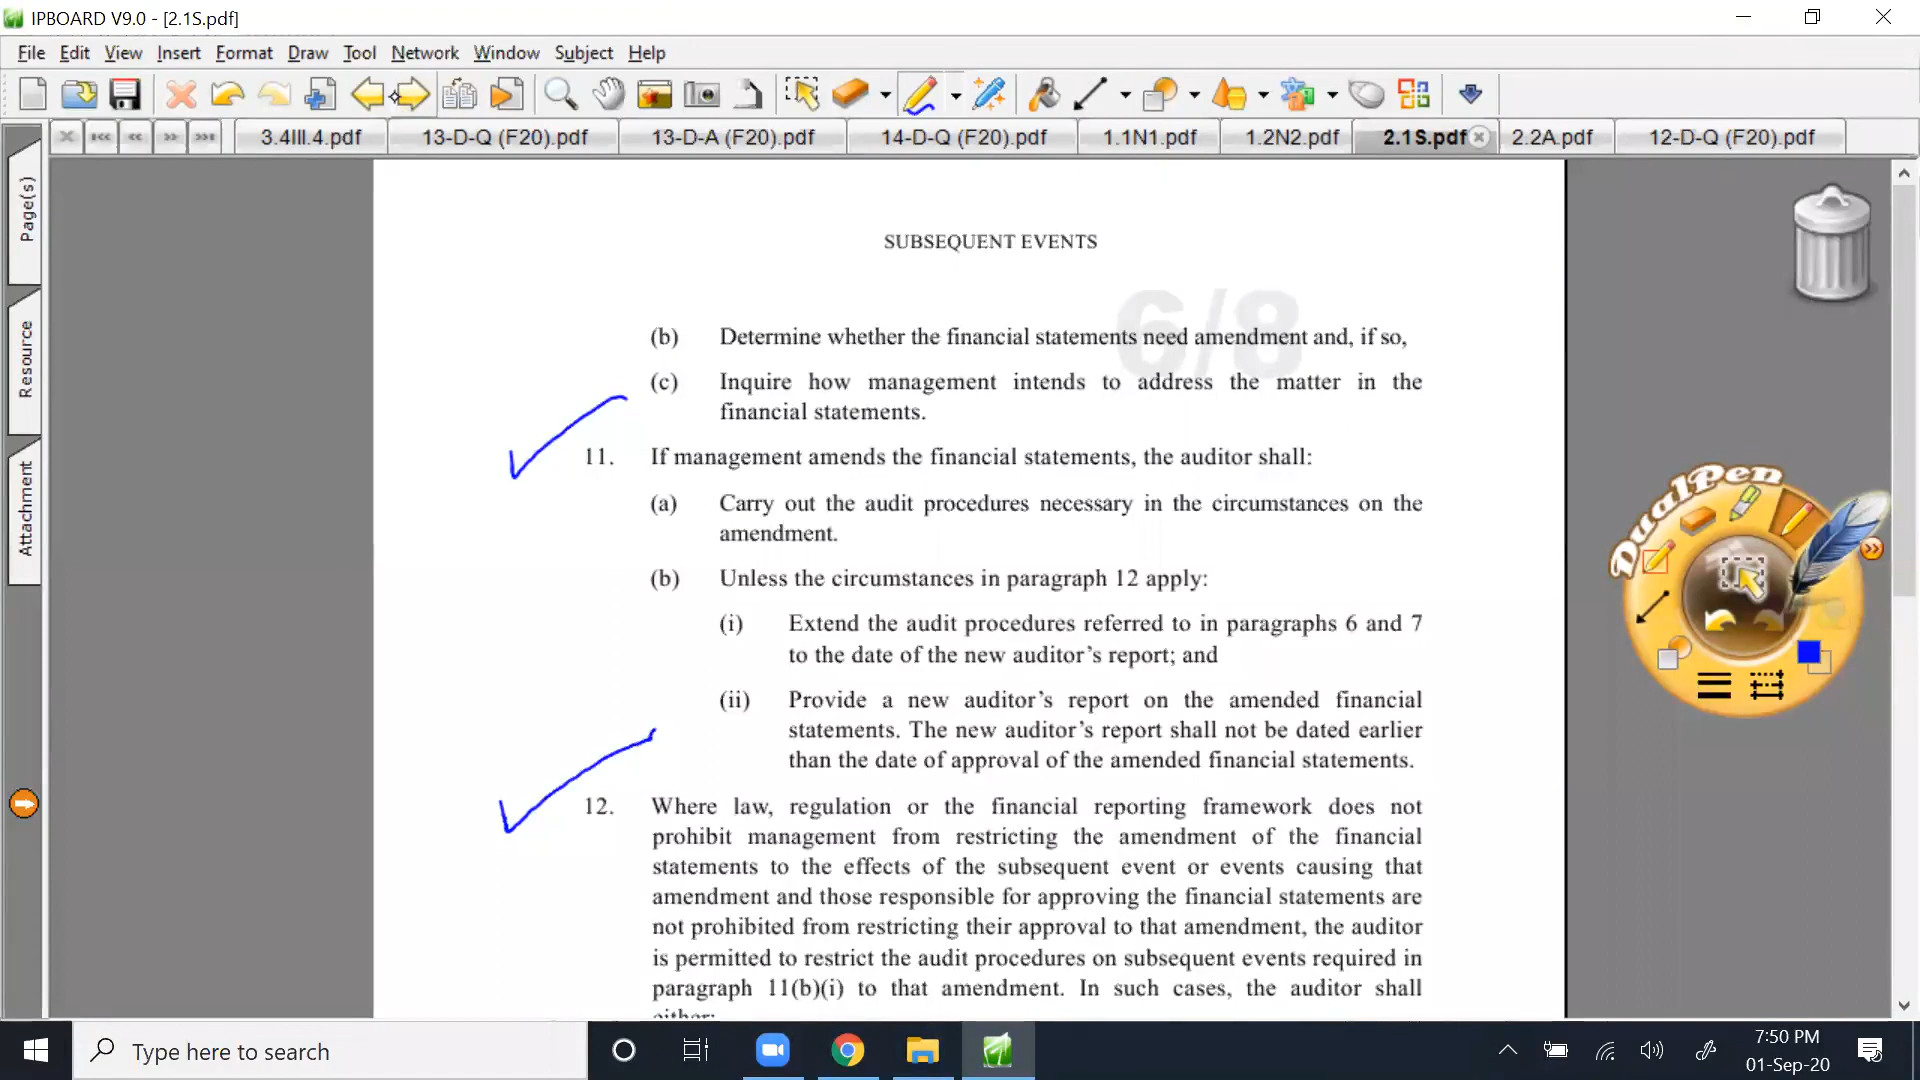 IPBOARD V9.0 - [2.1S.pdf]
File Edit View Insert Format Draw Tool Network Window Subject Help
3.4III.4.pdf 13-D-Q (F20).pdf 13-D-A (F20).pdf 14-D-Q (F20).pdf 1.1N1.pdf 1.2N2.pdf 2.1S.pdf 2.2A.pdf 12-D-Q (F20).pdf
Page(s)
Resource
Attachment
SUBSEQUENT EVENTS
6/8
(b) Determine whether the financial statements need amendment and, if so,
(c) Inquire how management intends to address the matter in the
financial statements.
11. If management amends the financial statements, the auditor shall:
(a) Carry out the audit procedures necessary in the circumstances on the
amendment.
(b) Unless the circumstances in paragraph 12 apply:
(i) Extend the audit procedures referred to in paragraphs 6 and 7
to the date of the new auditor’s report; and
(ii) Provide a new auditor’s report on the amended financial
statements. The new auditor’s report shall not be dated earlier
than the date of approval of the amended financial statements.
12. Where law, regulation or the financial reporting framework does not
prohibit management from restricting the amendment of the financial
statements to the effects of the subsequent event or events causing that
amendment and those responsible for approving the financial statements are
not prohibited from restricting their approval to that amendment, the auditor
is permitted to restrict the audit procedures on subsequent events required in
paragraph 11(b)(i) to that amendment. In such cases, the auditor shall
either:
DualPen
Type here to search
7:50 PM
01-Sep-20